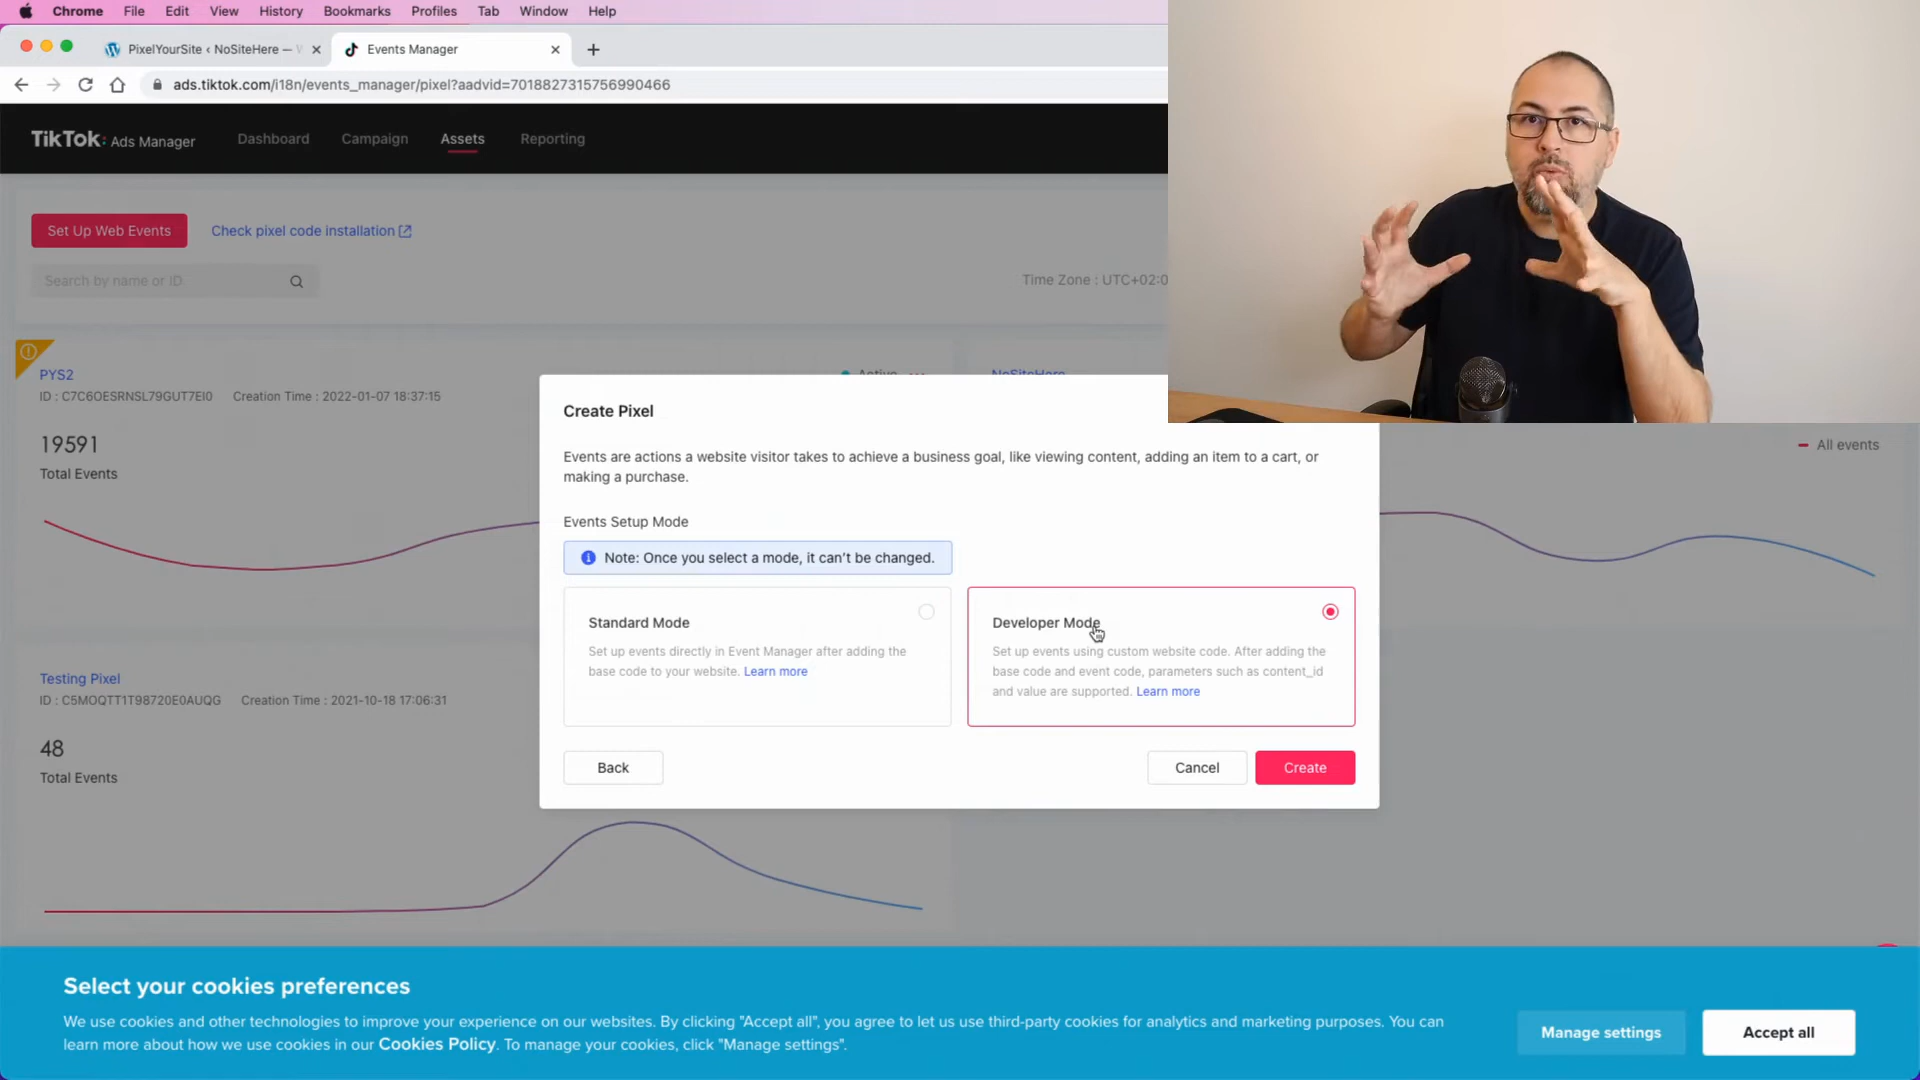 Chrome File Edit View History Bookmarks Profiles Tab Window Help
PixelYourSite ‹ NoSiteHere —
Events Manager
ads.tiktok.com/i18n/events_manager/pixel?aadvid=7018827315756990466
TikTok: Ads Manager Dashboard Campaign Assets Reporting
Set Up Web Events Check pixel code installation
Search by name or ID
Time Zone : UTC+02:0
PYS2 Active NoSiteHere
ID : C7C6OESRNSL79GUT7EI0 Creation Time : 2022-01-07 18:37:15
19591
Total Events
All events
Create Pixel
Events are actions a website visitor takes to achieve a business goal, like viewing content, adding an item to a cart, or
making a purchase.
Events Setup Mode
Note: Once you select a mode, it can't be changed.
Standard Mode
Set up events directly in Event Manager after adding the
base code to your website. Learn more
Developer Mode
Set up events using custom website code. After adding the
base code and event code, parameters such as content_id
and value are supported. Learn more
Back Cancel Create
Testing Pixel
ID : C5MOQTT1T98720E0AUQG Creation Time : 2021-10-18 17:06:31
48
Total Events
Select your cookies preferences
We use cookies and other technologies to improve your experience on our websites. By clicking "Accept all", you agree to let us use third-party cookies for analytics and marketing purposes. You can
learn more about how we use cookies in our Cookies Policy. To manage your cookies, click "Manage settings".
Manage settings Accept all